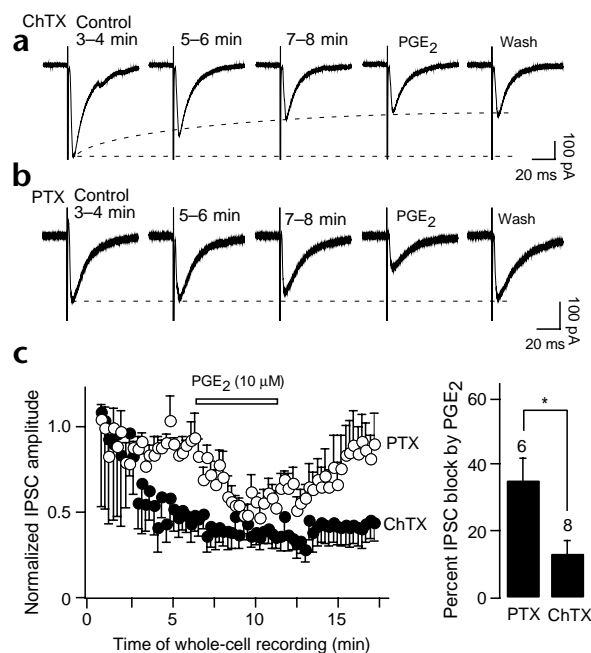 ChTX Control
a 3–4 min 5–6 min 7–8 min PGE2 Wash
100 pA
20 ms
b PTX Control
3–4 min 5–6 min 7–8 min PGE2 Wash
100 pA
20 ms
c
PGE2 (10 µM)
Normalized IPSC amplitude
1.0
0.5
0
PTX
ChTX
0 5 10 15
Time of whole-cell recording (min)
Percent IPSC block by PGE2
60
40
20
0
*
6
8
PTX ChTX